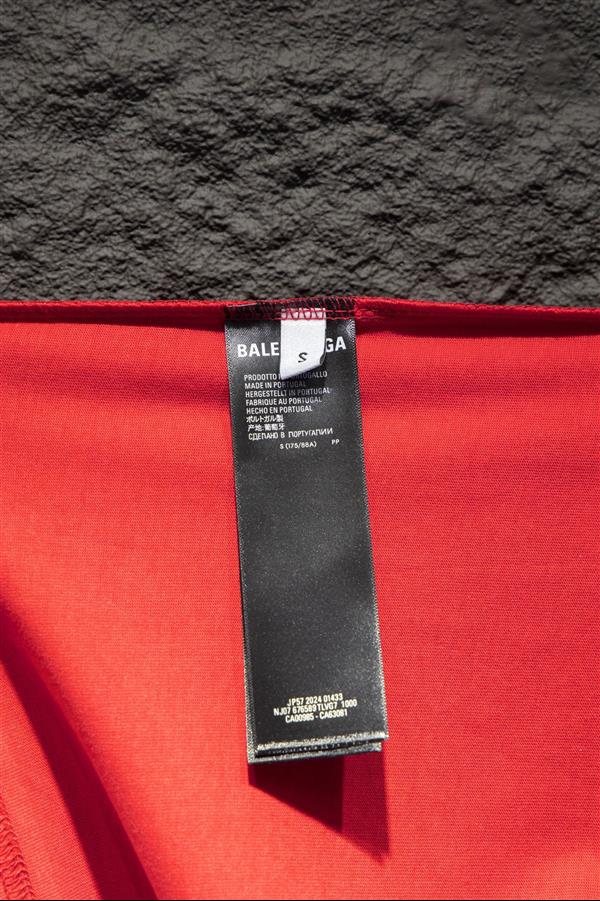 BALE GA
S
PRODOTTO IN PORTOGALLO
MADE IN PORTUGAL
HERGESTELLT IN PORTUGAL
FABRIQUE AU PORTUGAL
HECHO EN PORTUGAL
ポルトガル製
产地:葡萄牙
СДЕЛАНО В ПОРТУГАЛИИ
S (175/88A) PP
JP57 2024 01433
NJ07 676589 TLVG7 1000
CA00985 - CA63081